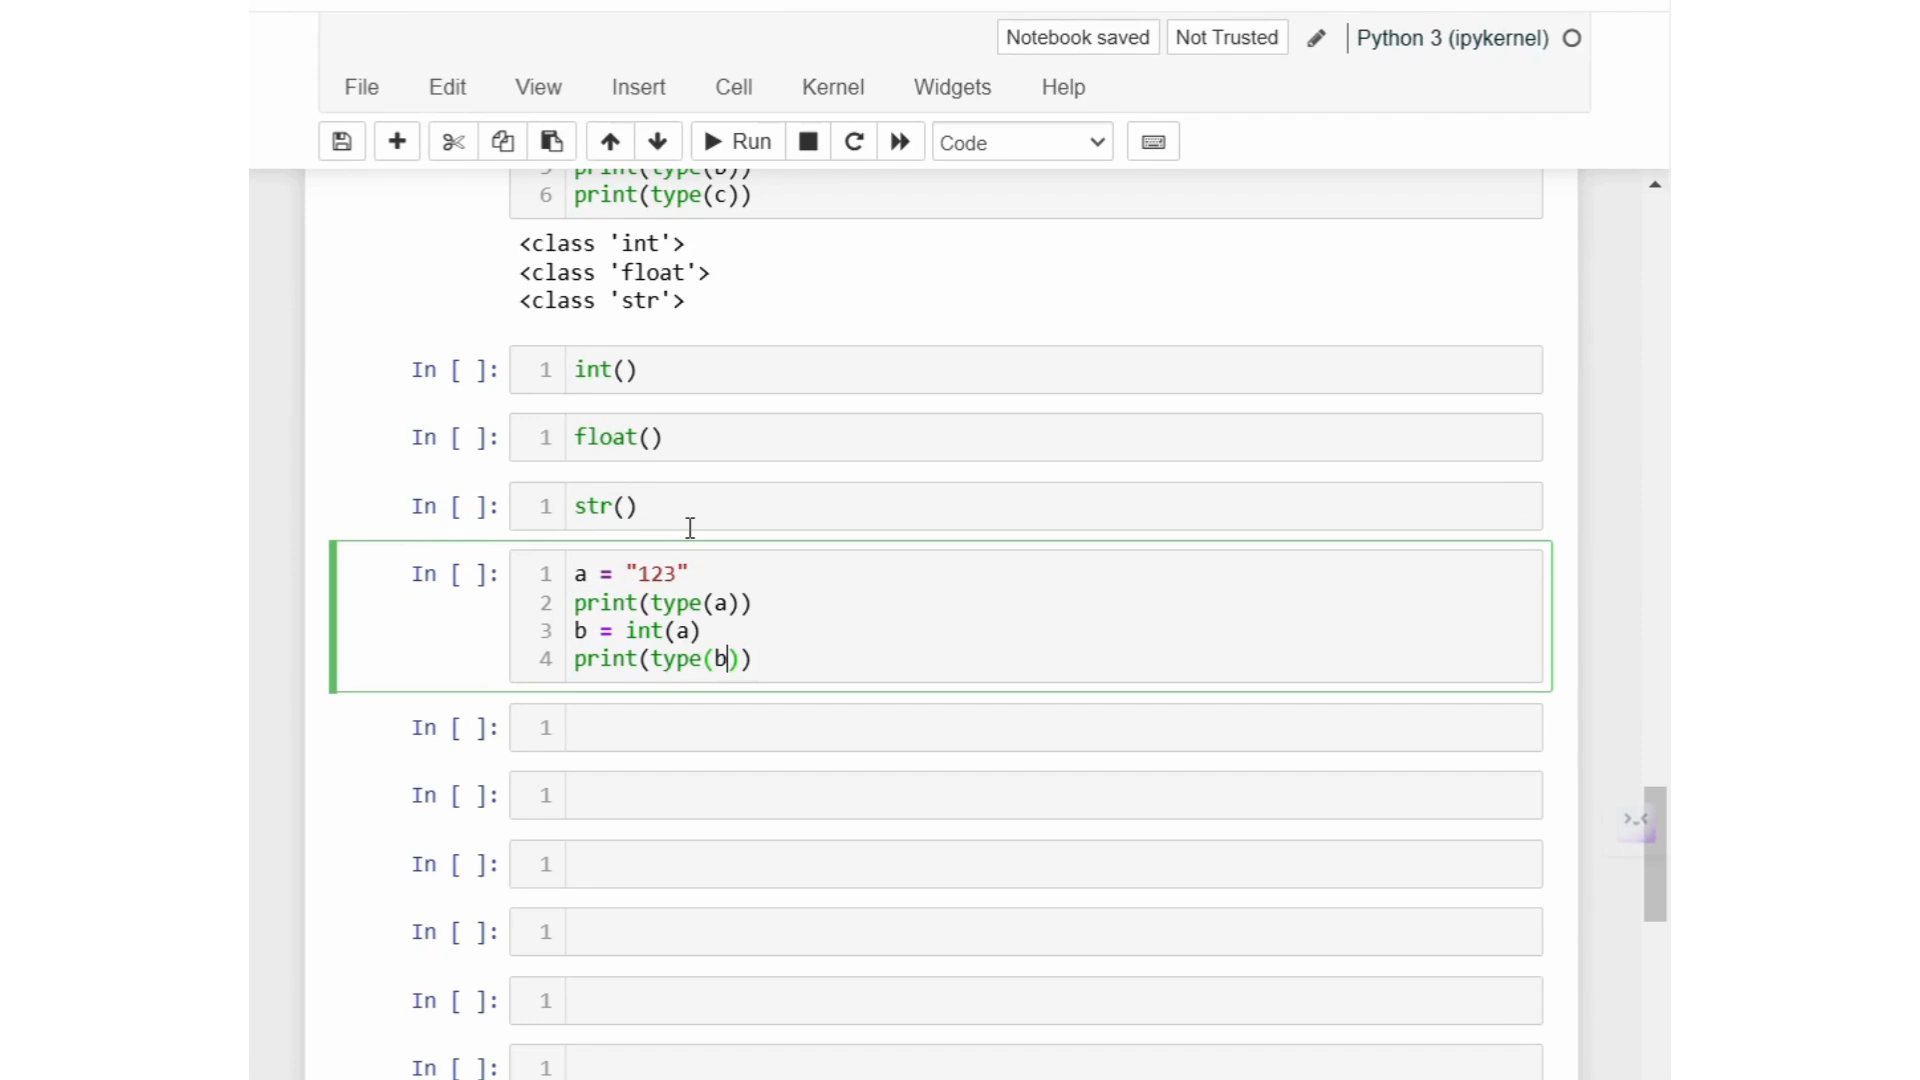 Notebook saved Not Trusted Python 3 (ipykernel)
File Edit View Insert Cell Kernel Widgets Help
Run Code
5 print(type(b))
6 print(type(c))
<class 'int'>
<class 'float'>
<class 'str'>
In [ ]: 1 int()
In [ ]: 1 float()
In [ ]: 1 str()
In [ ]: 1 a = "123"
2 print(type(a))
3 b = int(a)
4 print(type(b))
In [ ]: 1
In [ ]: 1
In [ ]: 1
In [ ]: 1
In [ ]: 1
In [ ]: 1